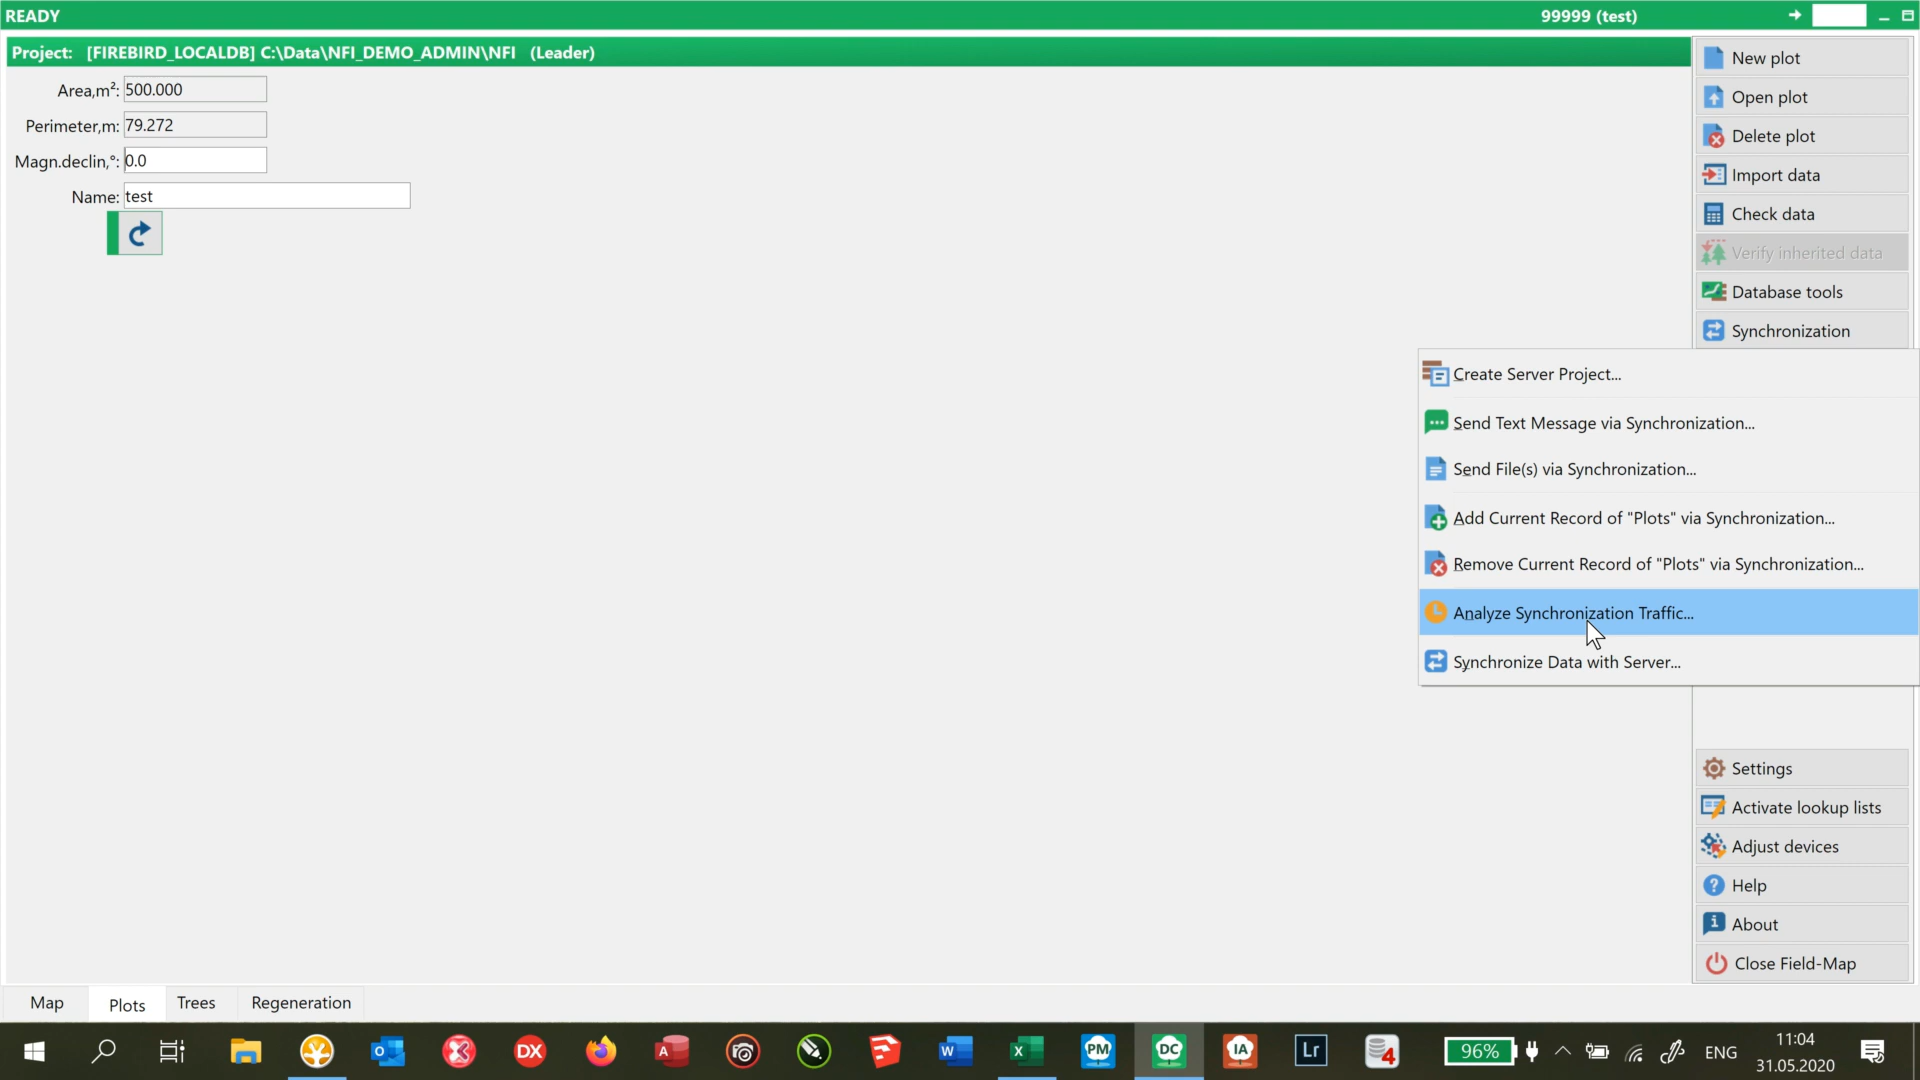 READY
99999 (test)
Project: [FIREBIRD_LOCALDB] C:\Data\NFI_DEMO_ADMIN\NFI (Leader)
Area,m²: 500.000
Perimeter,m: 79.272
Magn.declin,°: 0.0
Name: test
New plot
Open plot
Delete plot
Import data
Check data
Verify inherited data
Database tools
Synchronization
Create Server Project...
Send Text Message via Synchronization...
Send File(s) via Synchronization...
Add Current Record of "Plots" via Synchronization...
Remove Current Record of "Plots" via Synchronization...
Analyze Synchronization Traffic...
Synchronize Data with Server...
Settings
Activate lookup lists
Adjust devices
Help
About
Close Field-Map
Map
Plots
Trees
Regeneration
DX
A
W
X
PM
DC
IA
Lr
4
96%
ENG
11:04
31.05.2020